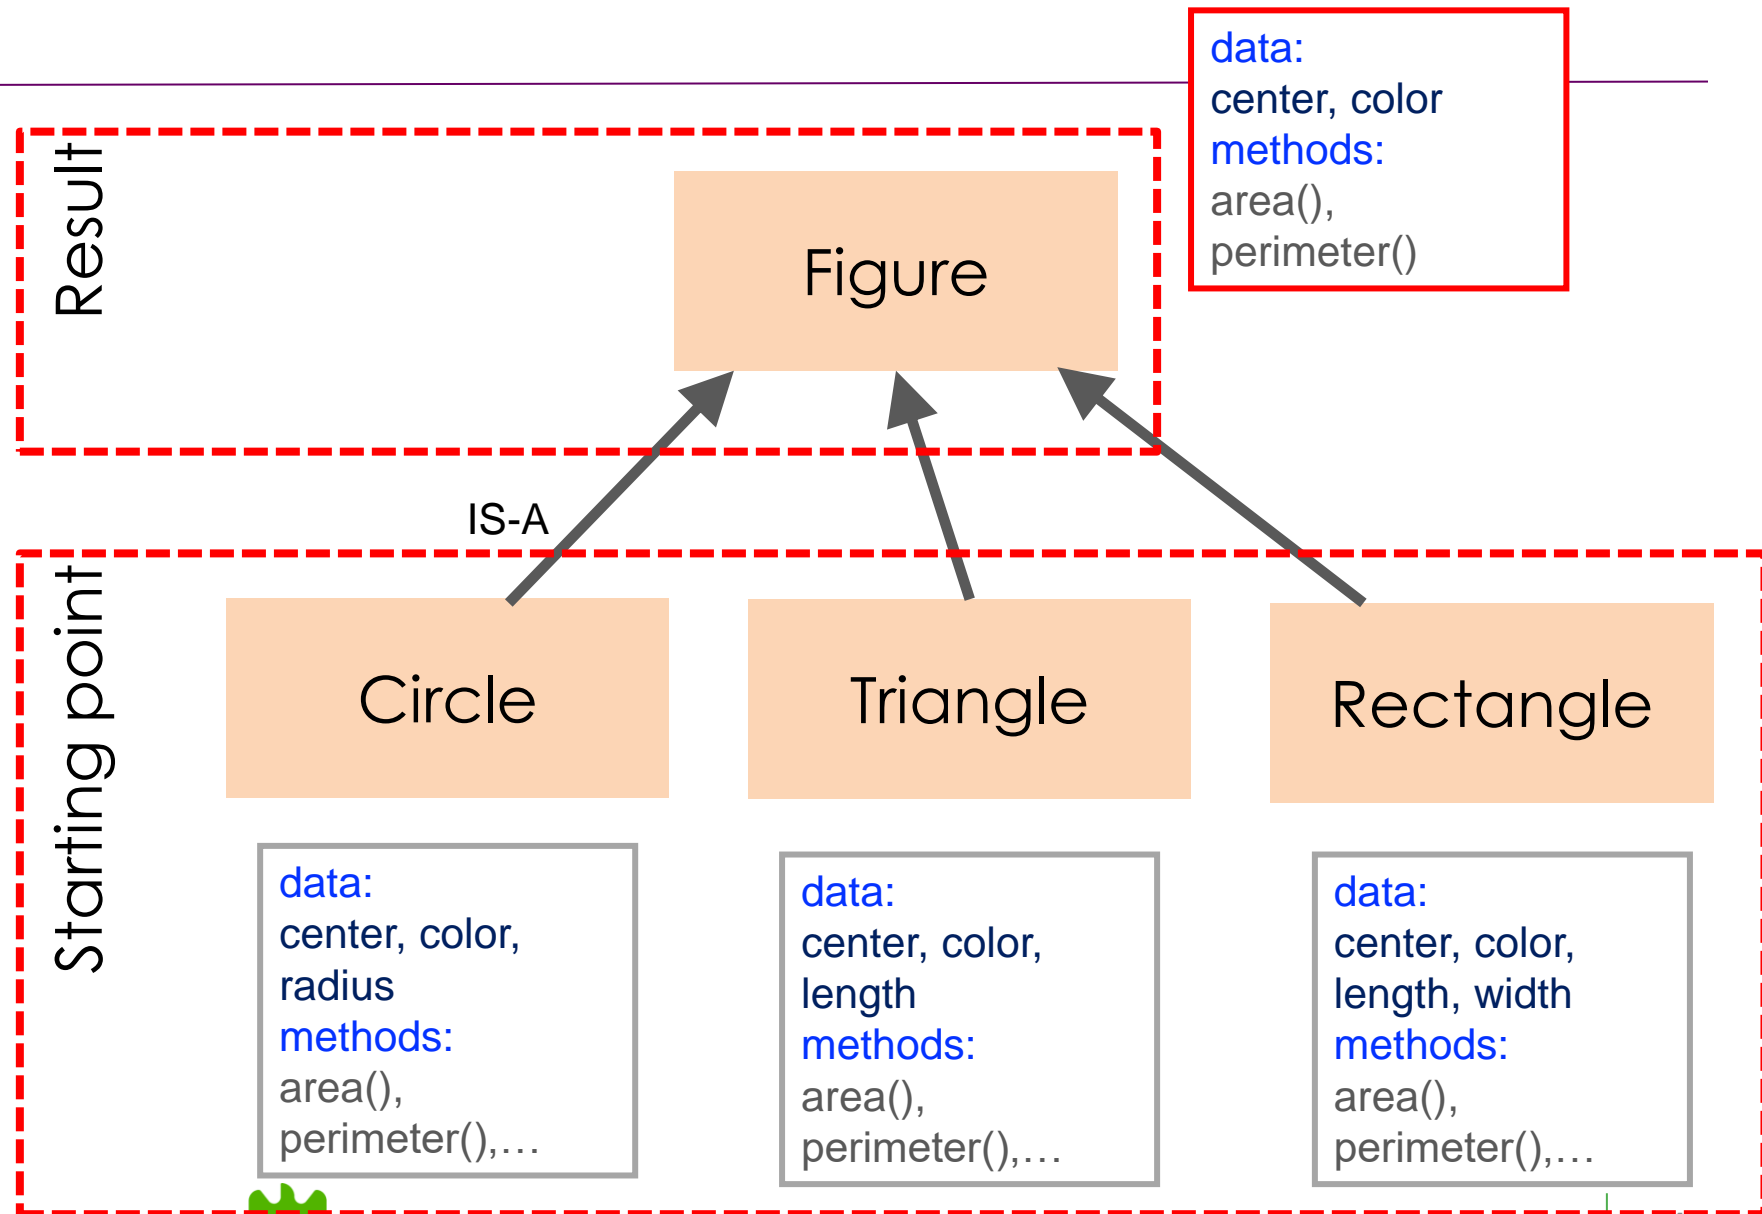 data:
center, color
methods:
area(),
perimeter()
Result
Figure
IS-A
Starting point
Circle
Triangle
Rectangle
data:
center, color,
radius
methods:
area(),
perimeter(),…
data:
center, color,
length
methods:
area(),
perimeter(),…
data:
center, color,
length, width
methods:
area(),
perimeter(),…